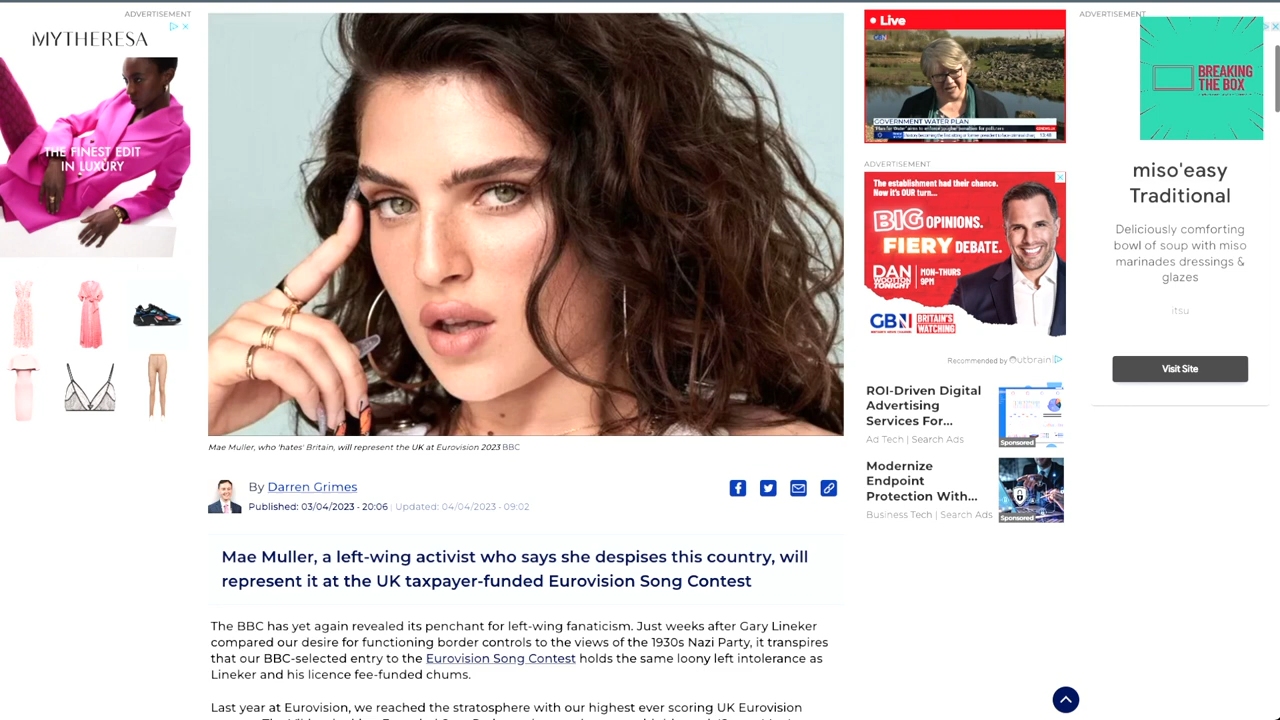 ADVERTISEMENT
MYTHERESA
THE FINEST EDIT
IN LUXURY
Mae Muller, who 'hates' Britain, will represent the UK at Eurovision 2023 BBC
By Darren Grimes
Published: 03/04/2023 - 20:06 | Updated: 04/04/2023 - 09:02
Mae Muller, a left-wing activist who says she despises this country, will
represent it at the UK taxpayer-funded Eurovision Song Contest
The BBC has yet again revealed its penchant for left-wing fanaticism. Just weeks after Gary Lineker
compared our desire for functioning border controls to the views of the 1930s Nazi Party, it transpires
that our BBC-selected entry to the Eurovision Song Contest holds the same loony left intolerance as
Lineker and his licence fee-funded chums.
Last year at Eurovision, we reached the stratosphere with our highest ever scoring UK Eurovision
Live
GBN
GOVERNMENT WATER PLAN
13:48
ADVERTISEMENT
The establishment had their chance.
Now it's OUR turn...
BIG OPINIONS.
FIERY DEBATE.
DAN
WOOTTON
TONIGHT
MON-THURS
9PM
GBN
BRITAIN'S
WATCHING
Recommended by Outbrain
ROI-Driven Digital
Advertising
Services For...
Ad Tech | Search Ads
Sponsored
Modernize
Endpoint
Protection With...
Business Tech | Search Ads
Sponsored
ADVERTISEMENT
BREAKING
THE BOX
miso'easy
Traditional
Deliciously comforting
bowl of soup with miso
marinades dressings &
glazes
itsu
Visit Site